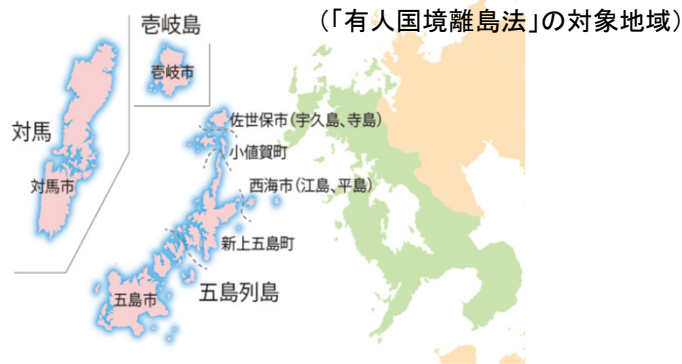 （「有人国境離島法」の対象地域）
壱岐島
壱岐市
対馬
対馬市
佐世保市（宇久島、寺島）
小値賀町
西海市（江島、平島）
新上五島町
五島列島
五島市